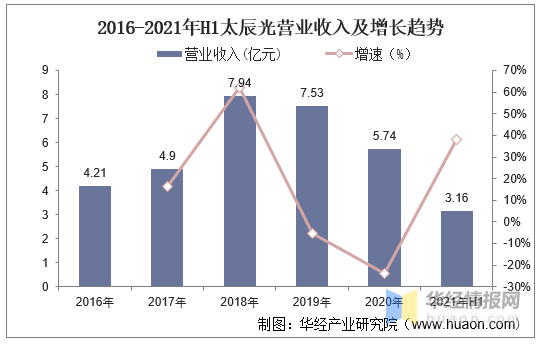 2016-2021年H1太辰光营业收入及增长趋势
营业收入(亿元) 增速（%）
9 70%
8 60%
7 50%
6 40%
5 30%
4 20%
3 10%
2 0%
1 -10%
0 -20%
-30%
4.21 4.9 7.94 7.53 5.74 3.16
2016年 2017年 2018年 2019年 2020年 2021年H1
华经情报网
huaon.com
制图：华经产业研究院（www.huaon.com）